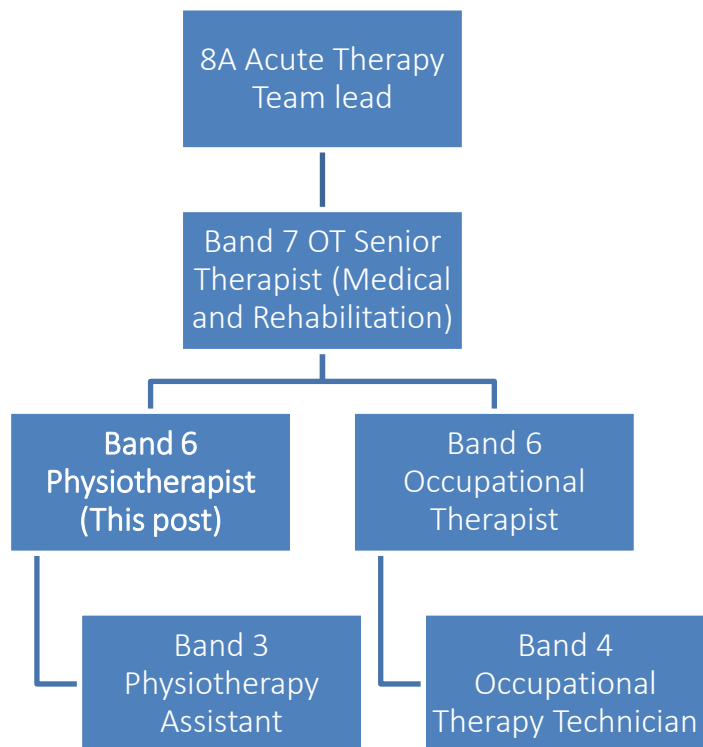 8A Acute Therapy
Team lead
Band 7 OT Senior
Therapist (Medical
and Rehabilitation)
Band 6
Physiotherapist
(This post)
Band 6
Occupational
Therapist
Band 3
Physiotherapy
Assistant
Band 4
Occupational
Therapy Technician